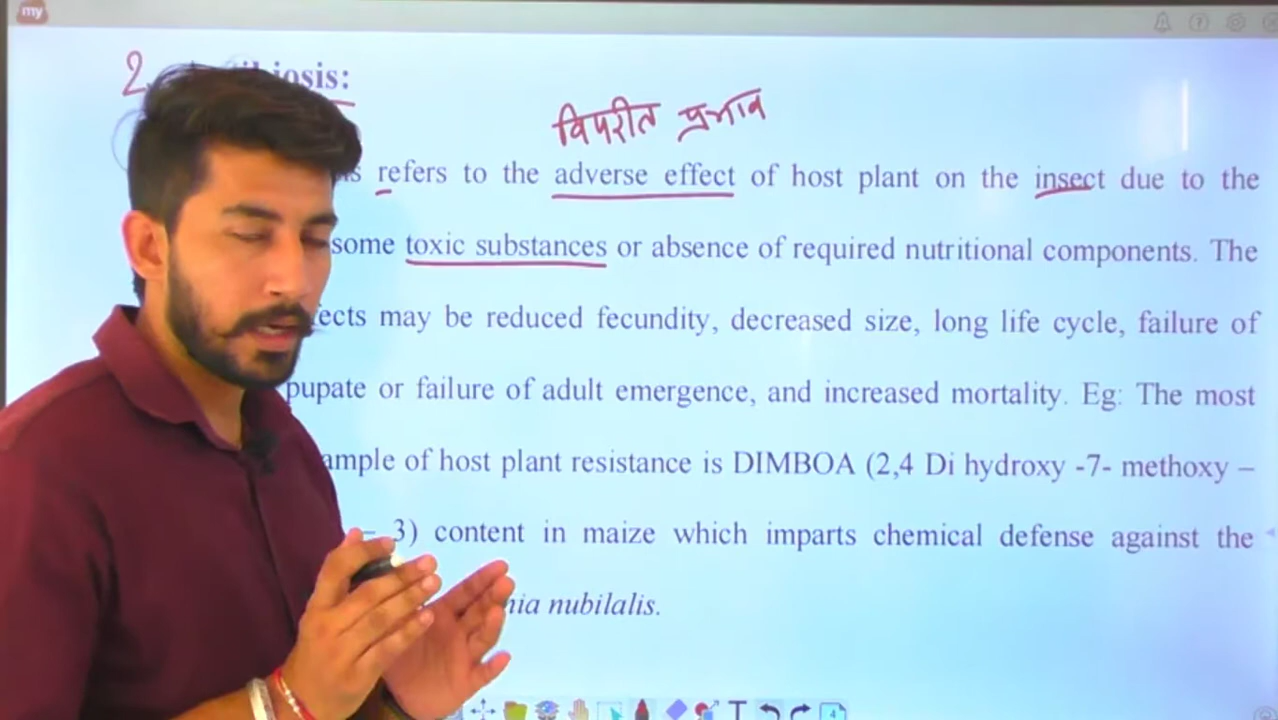 my
2.
विपरीत प्रभाव
refers to the adverse effect of host plant on the insect due to the
some toxic substances or absence of required nutritional components. The
may be reduced fecundity, decreased size, long life cycle, failure of
pupate or failure of adult emergence, and increased mortality. Eg: The most
of host plant resistance is DIMBOA (2,4 Di hydroxy -7- methoxy –
– 3) content in maize which imparts chemical defense against the
nubilalis.
T
4